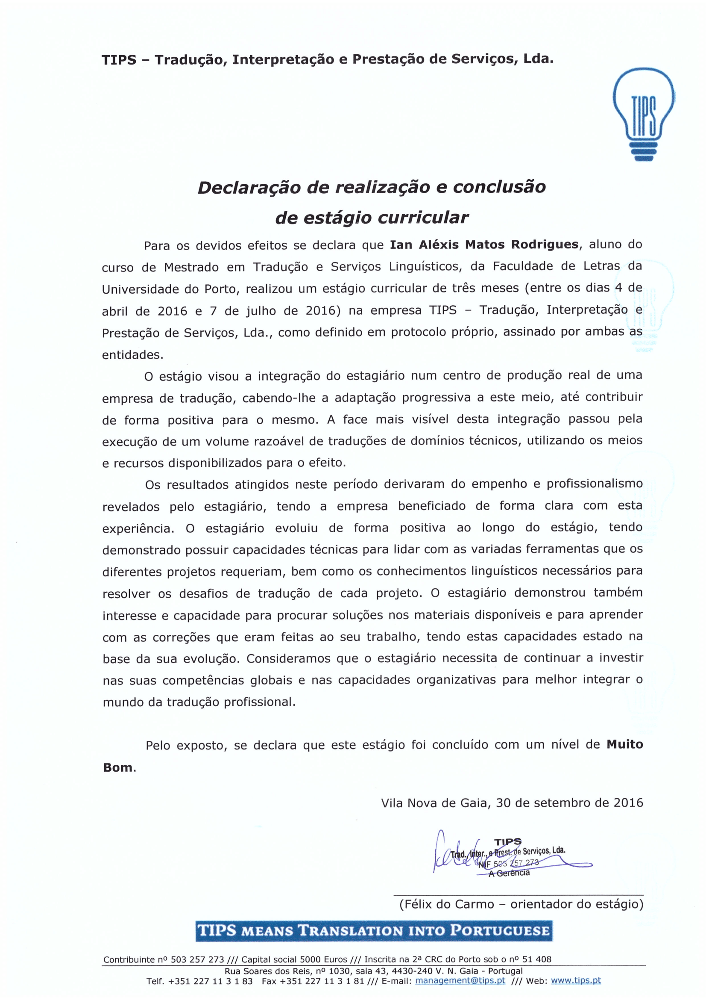 TIPS – Tradução, Interpretação e Prestação de Serviços, Lda.
TIPS
Declaração de realização e conclusão
de estágio curricular
Para os devidos efeitos se declara que Ian Aléxis Matos Rodrigues, aluno do
curso de Mestrado em Tradução e Serviços Linguísticos, da Faculdade de Letras da
Universidade do Porto, realizou um estágio curricular de três meses (entre os dias 4 de
abril de 2016 e 7 de julho de 2016) na empresa TIPS – Tradução, Interpretação e
Prestação de Serviços, Lda., como definido em protocolo próprio, assinado por ambas as
entidades.
O estágio visou a integração do estagiário num centro de produção real de uma
empresa de tradução, cabendo-lhe a adaptação progressiva a este meio, até contribuir
de forma positiva para o mesmo. A face mais visível desta integração passou pela
execução de um volume razoável de traduções de domínios técnicos, utilizando os meios
e recursos disponibilizados para o efeito.
Os resultados atingidos neste período derivaram do empenho e profissionalismo
revelados pelo estagiário, tendo a empresa beneficiado de forma clara com esta
experiência. O estagiário evoluiu de forma positiva ao longo do estágio, tendo
demonstrado possuir capacidades técnicas para lidar com as variadas ferramentas que os
diferentes projetos requeriam, bem como os conhecimentos linguísticos necessários para
resolver os desafios de tradução de cada projeto. O estagiário demonstrou também
interesse e capacidade para procurar soluções nos materiais disponíveis e para aprender
com as correções que eram feitas ao seu trabalho, tendo estas capacidades estado na
base da sua evolução. Consideramos que o estagiário necessita de continuar a investir
nas suas competências globais e nas capacidades organizativas para melhor integrar o
mundo da tradução profissional.
Pelo exposto, se declara que este estágio foi concluído com um nível de Muito
Bom.
Vila Nova de Gaia, 30 de setembro de 2016
TIPS
Trad., Inter., e Prest. de Serviços, Lda.
NIF 503 257 273
A Gerência
(Félix do Carmo – orientador do estágio)
TIPS MEANS TRANSLATION INTO PORTUGUESE
Contribuinte nº 503 257 273 /// Capital social 5000 Euros /// Inscrita na 2ª CRC do Porto sob o nº 51 408
Rua Soares dos Reis, nº 1030, sala 43, 4430-240 V. N. Gaia - Portugal
Telf. +351 227 11 3 1 83 Fax +351 227 11 3 1 81 /// E-mail: management@tips.pt /// Web: www.tips.pt